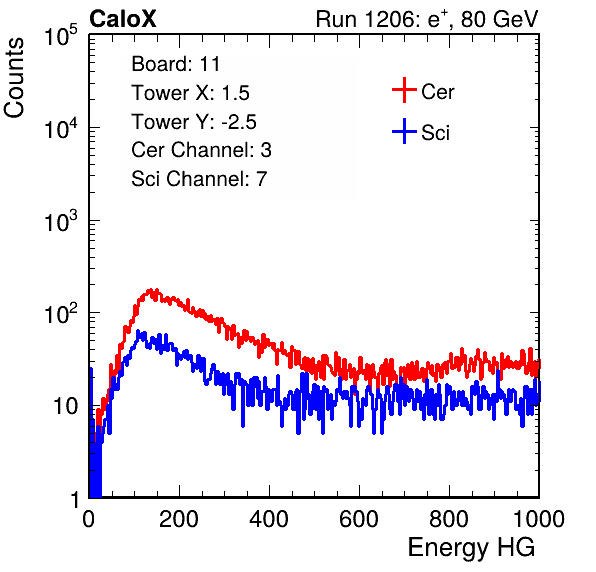 CaloX Run 1206: e⁺, 80 GeV
Counts
Board: 11
Tower X: 1.5
Tower Y: -2.5
Cer Channel: 3
Sci Channel: 7
Cer
Sci
10⁵
10⁴
10³
10²
10
1
0 200 400 600 800 1000
Energy HG